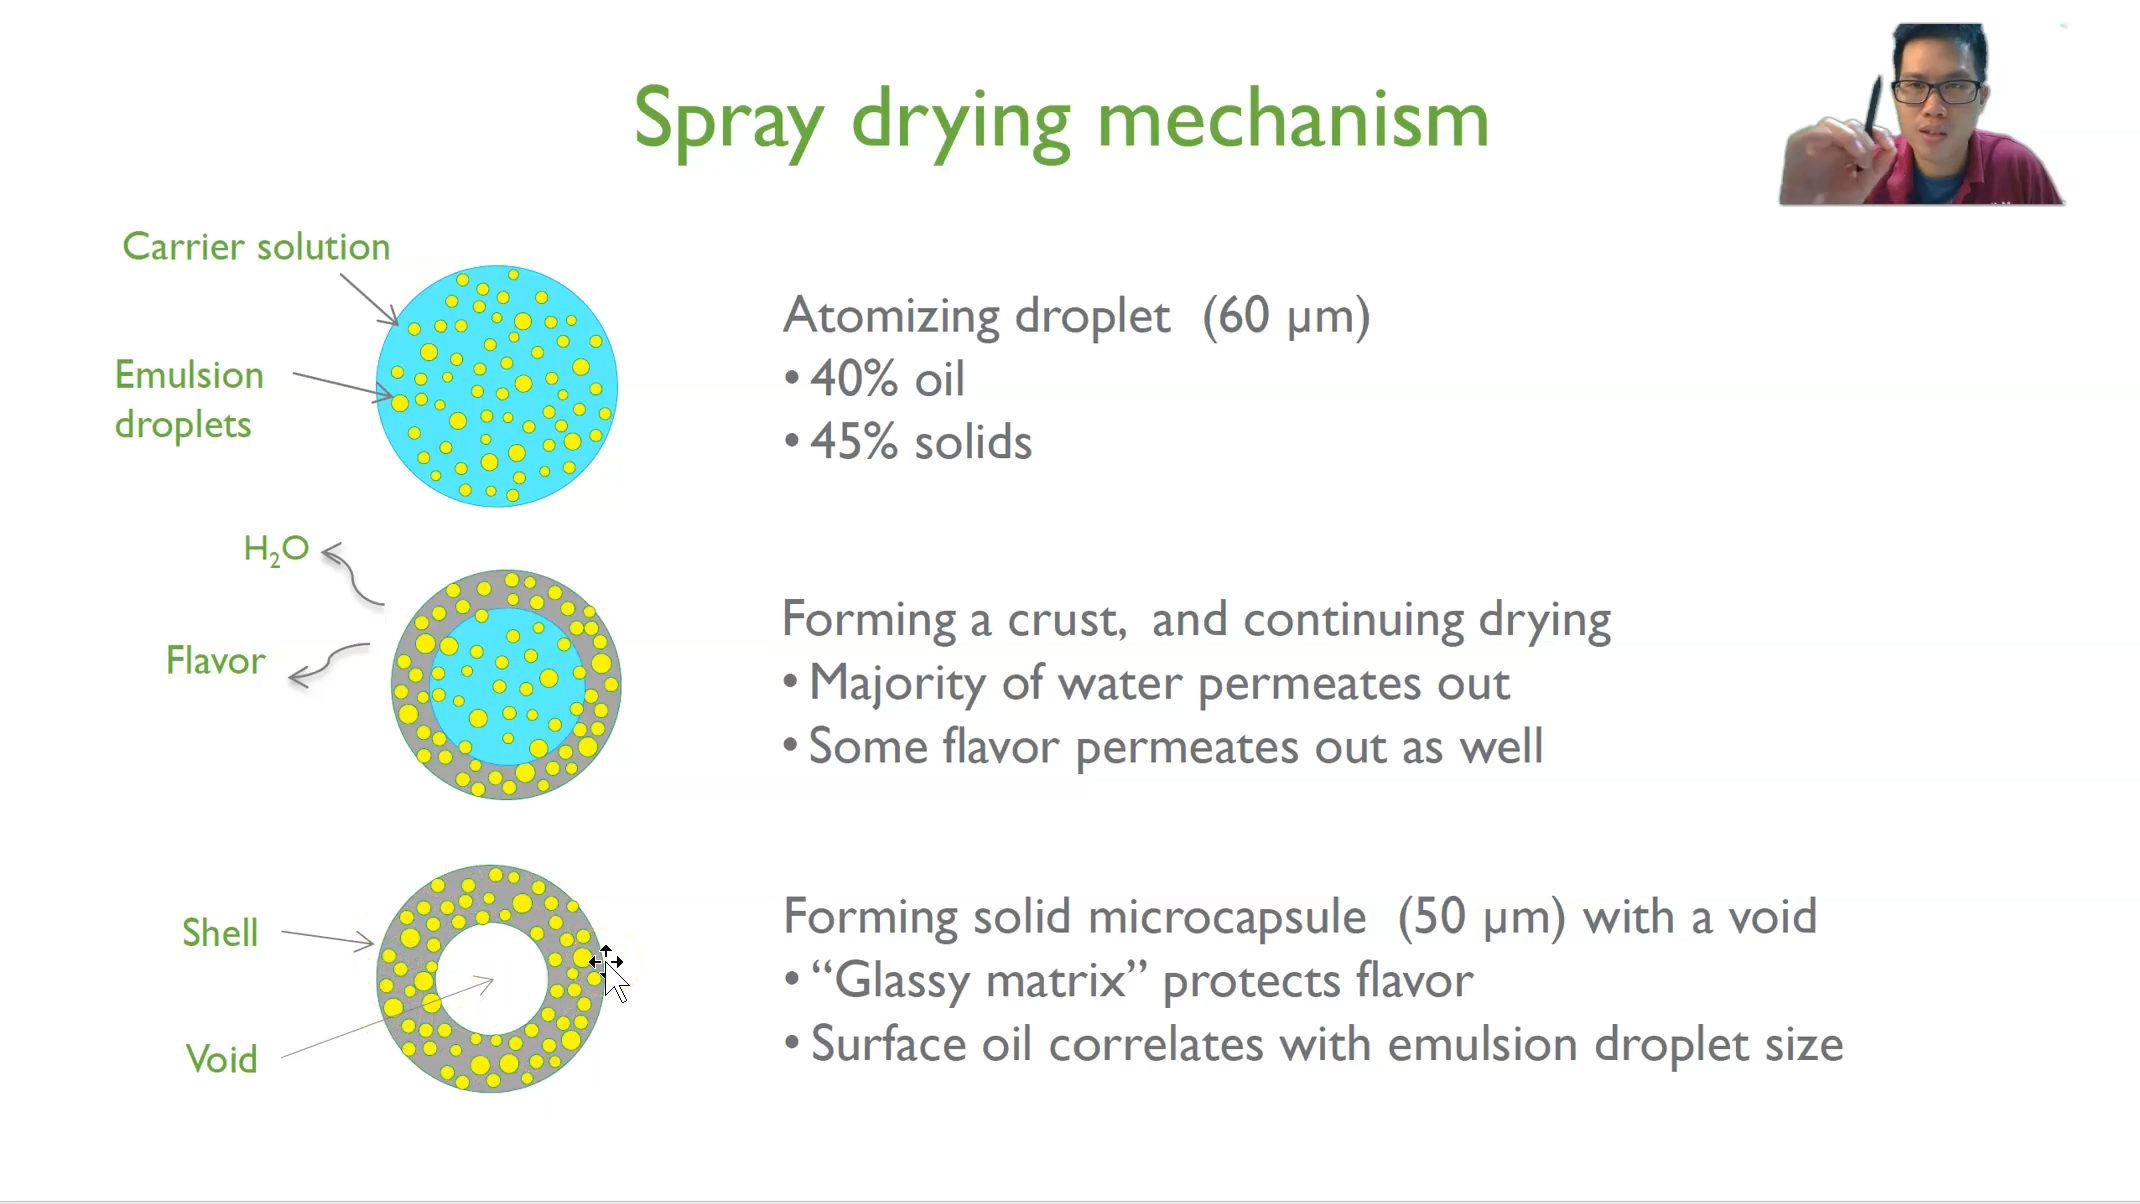 Spray drying mechanism
Carrier solution
Emulsion
droplets
Atomizing droplet (60 µm)
• 40% oil
• 45% solids
H₂O
Flavor
Forming a crust, and continuing drying
• Majority of water permeates out
• Some flavor permeates out as well
Shell
Void
Forming solid microcapsule (50 µm) with a void
• “Glassy matrix” protects flavor
• Surface oil correlates with emulsion droplet size